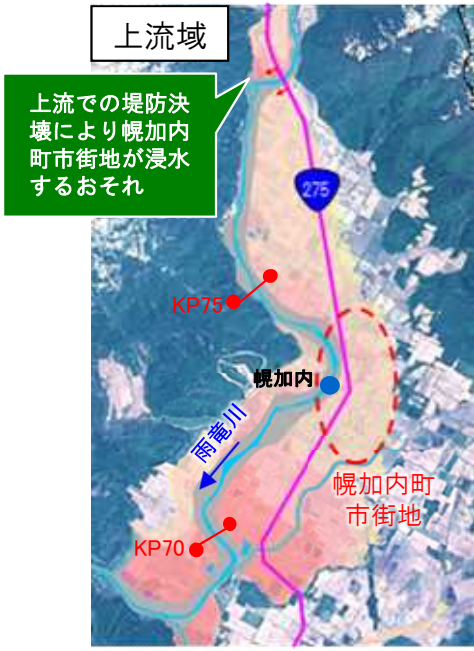 上流域
上流での堤防決
壊により幌加内
町市街地が浸水
するおそれ
275
KP75
幌加内
雨竜川
幌加内町
市街地
KP70